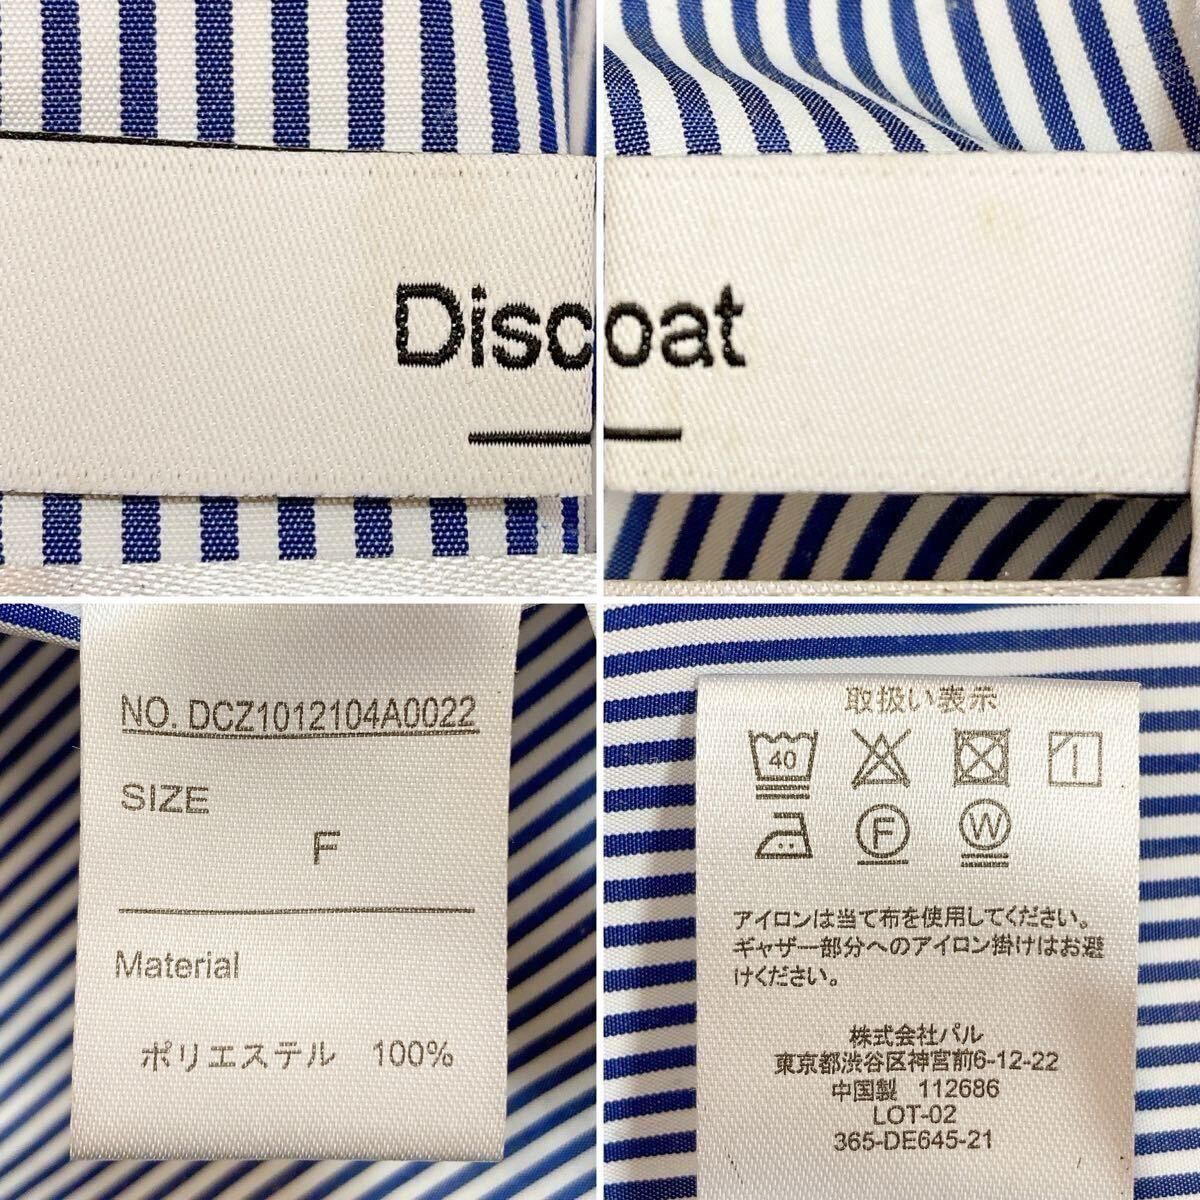 Discoat
NO. DCZ1012104A0022
SIZE
F
Material
ポリエステル 100%
取扱い表示
40
F
W
アイロンは当て布を使用してください。
ギャザー部分へのアイロン掛けはお避
けください。
株式会社パル
東京都渋谷区神宮前6-12-22
中国製 112686
LOT-02
365-DE645-21